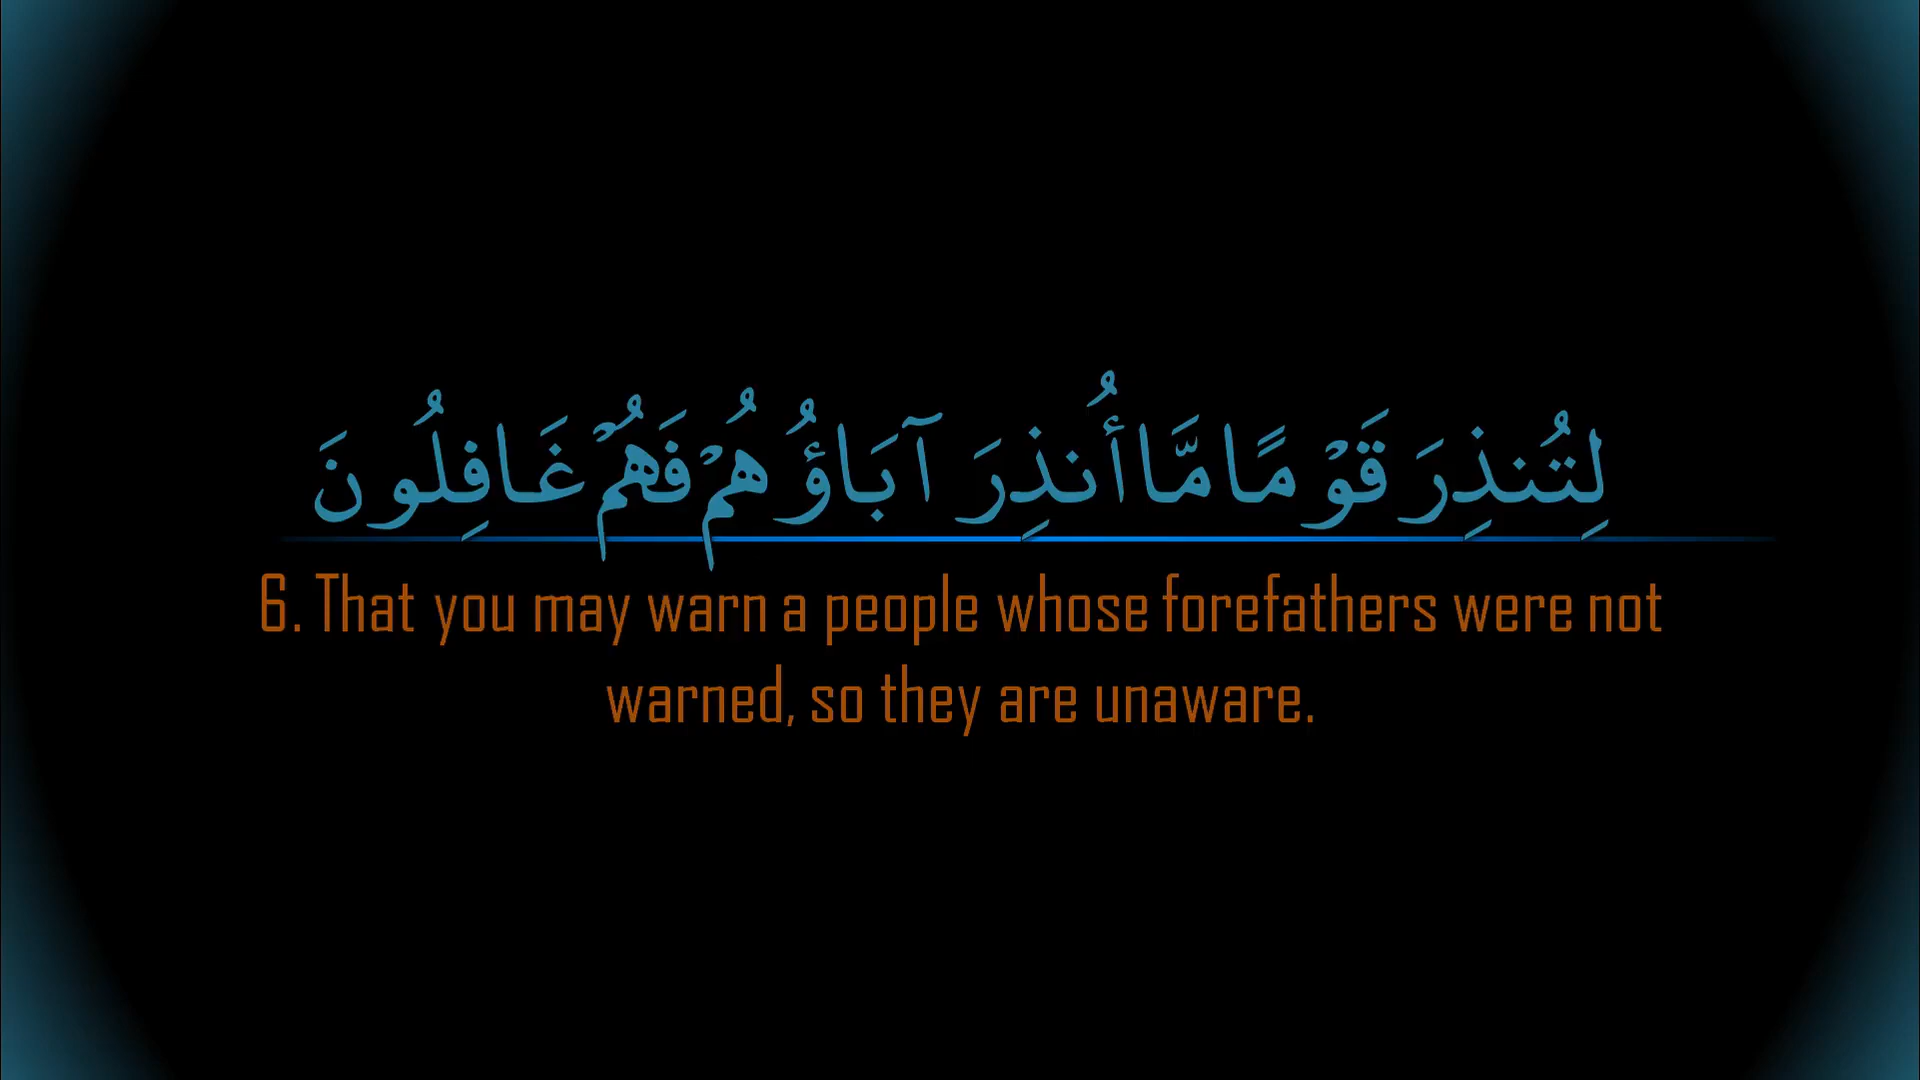 لِتُنذِرَ قَوْمًا مَّا أُنذِرَ آبَاؤُهُمْ فَهُمْ غَافِلُونَ
6. That you may warn a people whose forefathers were not
warned, so they are unaware.